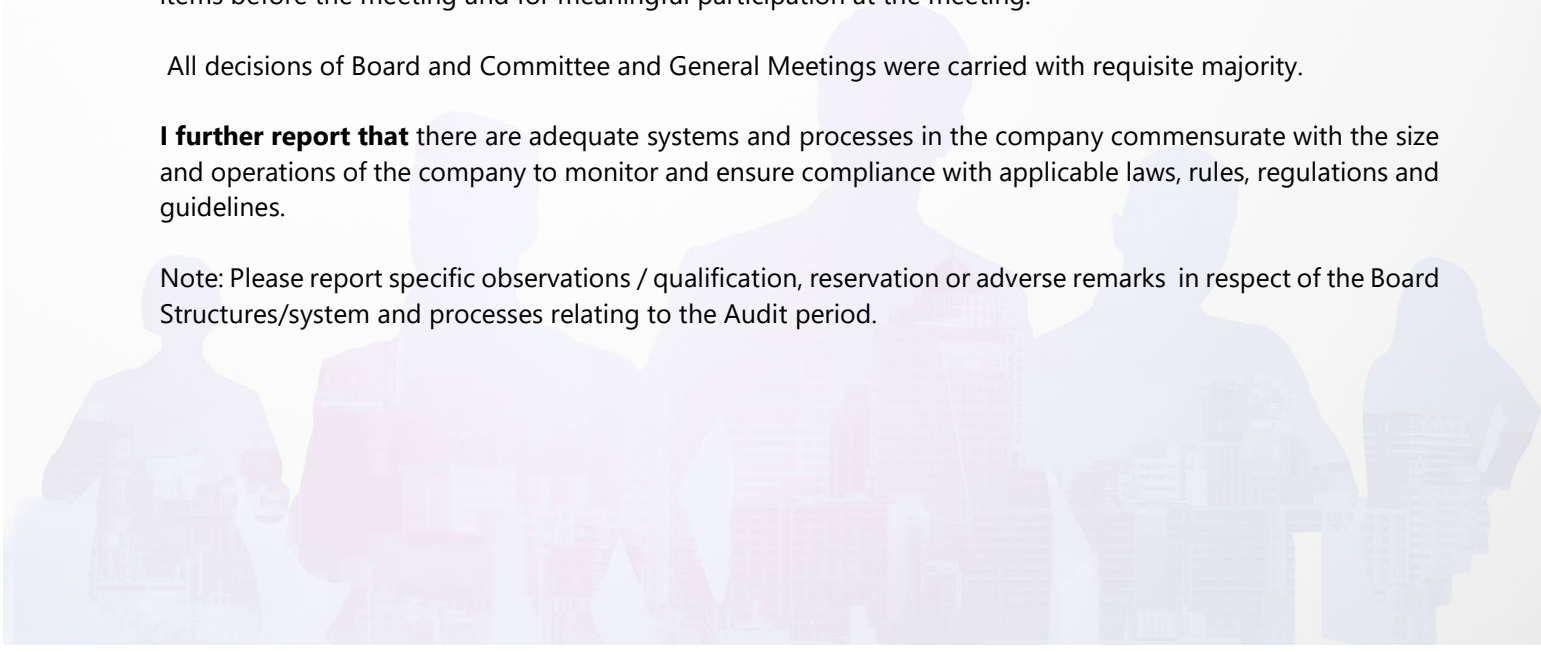 items before the meeting and for meaningful participation at the meeting.
All decisions of Board and Committee and General Meetings were carried with requisite majority.
I further report that there are adequate systems and processes in the company commensurate with the size
and operations of the company to monitor and ensure compliance with applicable laws, rules, regulations and
guidelines.
Note: Please report specific observations / qualification, reservation or adverse remarks in respect of the Board
Structures/system and processes relating to the Audit period.